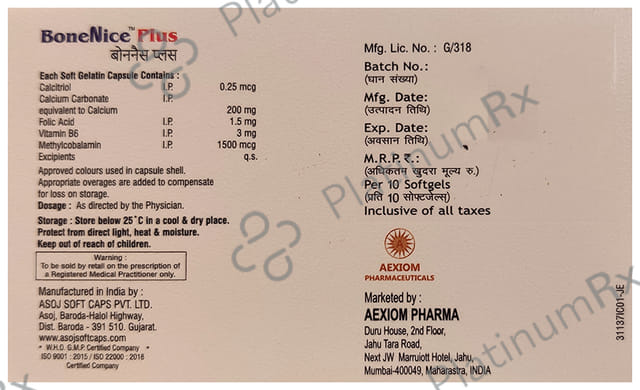 BoneNice™ Plus
बोननैस प्लस
Each Soft Gelatin Capsule Contains :
Calcitriol I.P. 0.25 mcg
Calcium Carbonate I.P.
equivalent to Calcium 200 mg
Folic Acid I.P. 1.5 mg
Vitamin B6 I.P. 3 mg
Methylcobalamin I.P. 1500 mcg
Excipients q.s.
Approved colours used in capsule shell.
Appropriate overages are added to compensate
for loss on storage.
Dosage : As directed by the Physician.
Storage : Store below 25°C in a cool & dry place.
Protect from direct light, heat & moisture.
Keep out of reach of children.
Warning :
To be sold by retail on the prescription of
a Registered Medical Practitioner only.
Manufactured in India by :
ASOJ SOFT CAPS PVT. LTD.
Asoj, Baroda-Halol Highway,
Dist. Baroda - 391 510. Gujarat.
www.asojsoftcaps.com
* W.H.O. G.M.P. Certified Company *
ISO 9001 : 2015 / ISO 22000 : 2018
Certified Company
Mfg. Lic. No. : G/318
Batch No.:
(घान संख्या)
Mfg. Date:
(उत्पादन तिथि)
Exp. Date:
(अवसान तिथि)
M.R.P. ₹.:
(अधिकतम खुदरा मूल्य रु.)
Per 10 Softgels
(प्रति 10 सोफ्टजेल्स)
Inclusive of all taxes
A
AEXIOM
PHARMACEUTICALS
Marketed by :
AEXIOM PHARMA
Duru House, 2nd Floor,
Jahu Tara Road,
Next JW Marruiott Hotel, Jahu,
Mumbai-400049, Maharastra, INDIA
31137IC01-JE
PlatinumRx
PlatinumRx
PlatinumRx